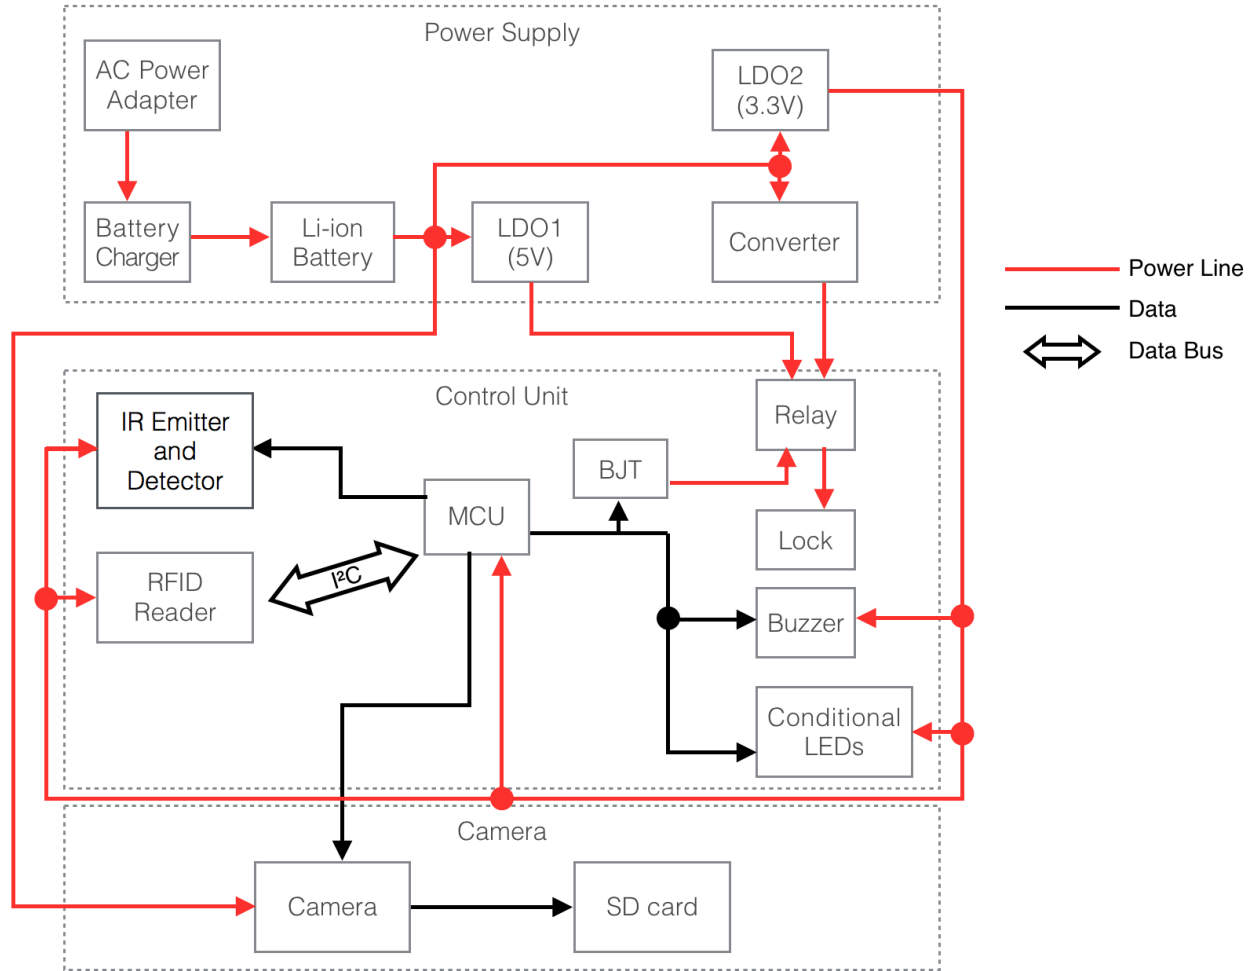 Power Supply
AC Power
Adapter
LDO2
(3.3V)
Battery
Charger
Li-ion
Battery
LDO1
(5V)
Converter
Power Line
Data
Data Bus
Control Unit
IR Emitter
and
Detector
Relay
BJT
MCU
Lock
I²C
RFID
Reader
Buzzer
Conditional
LEDs
Camera
Camera
SD card